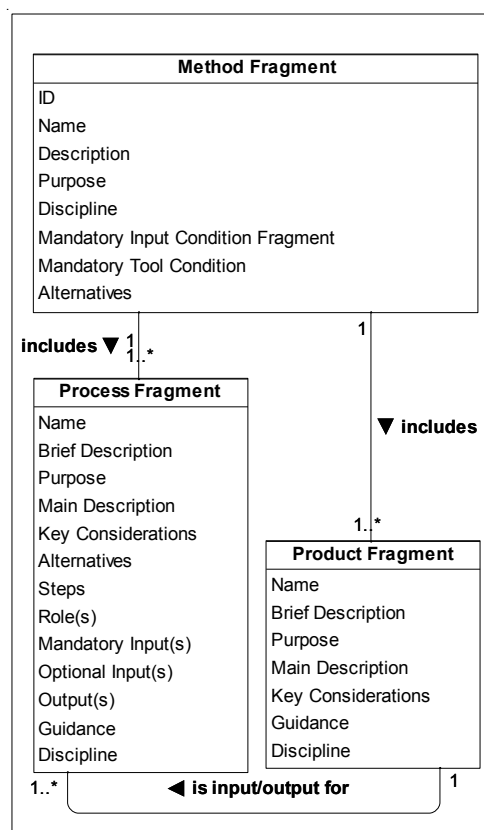 Method Fragment
ID
Name
Description
Purpose
Discipline
Mandatory Input Condition Fragment
Mandatory Tool Condition
Alternatives
includes ▼
1
1..*
1
▼ includes
1..*
Process Fragment
Name
Brief Description
Purpose
Main Description
Key Considerations
Alternatives
Steps
Role(s)
Mandatory Input(s)
Optional Input(s)
Output(s)
Guidance
Discipline
Product Fragment
Name
Brief Description
Purpose
Main Description
Key Considerations
Guidance
Discipline
1..*
◀ is input/output for
1